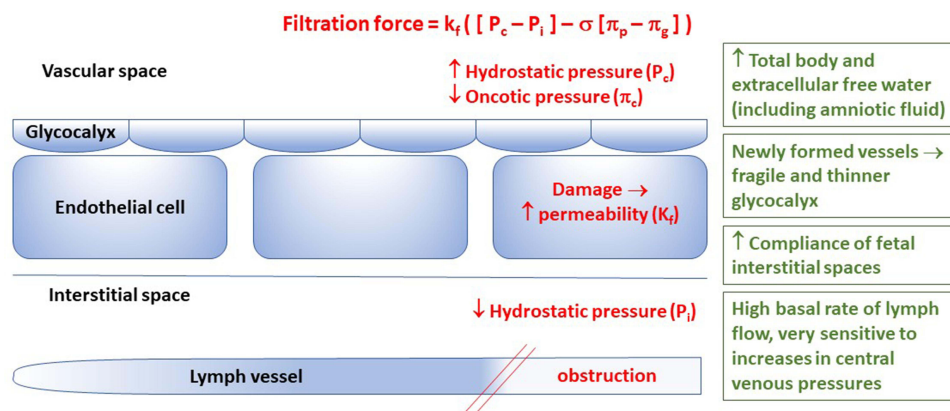 Filtration force = kf ( [ Pc – Pi ] – σ [πp – πg ] )
Vascular space
↑ Hydrostatic pressure (Pc)
↓ Oncotic pressure (πc)
Glycocalyx
Endothelial cell
Damage →
↑ permeability (Kf)
Interstitial space
↓ Hydrostatic pressure (Pi)
Lymph vessel
obstruction
↑ Total body and
extracellular free water
(including amniotic fluid)
Newly formed vessels →
fragile and thinner
glycocalyx
↑ Compliance of fetal
interstitial spaces
High basal rate of lymph
flow, very sensitive to
increases in central
venous pressures